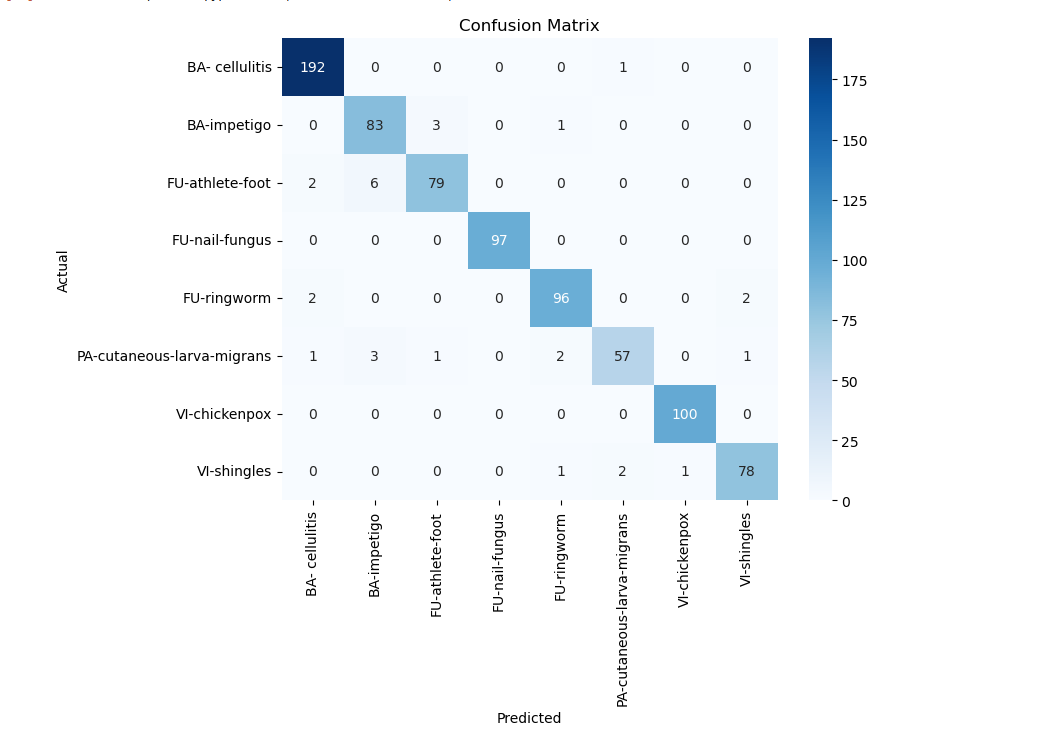 Confusion Matrix
BA- cellulitis 192 0 0 0 0 1 0 0
BA-impetigo 0 83 3 0 1 0 0 0
FU-athlete-foot 2 6 79 0 0 0 0 0
FU-nail-fungus 0 0 0 97 0 0 0 0
FU-ringworm 2 0 0 0 96 0 0 2
PA-cutaneous-larva-migrans 1 3 1 0 2 57 0 1
VI-chickenpox 0 0 0 0 0 0 100 0
VI-shingles 0 0 0 0 1 2 1 78
Actual
BA- cellulitis
BA-impetigo
FU-athlete-foot
FU-nail-fungus
FU-ringworm
PA-cutaneous-larva-migrans
VI-chickenpox
VI-shingles
Predicted
175
150
125
100
75
50
25
0